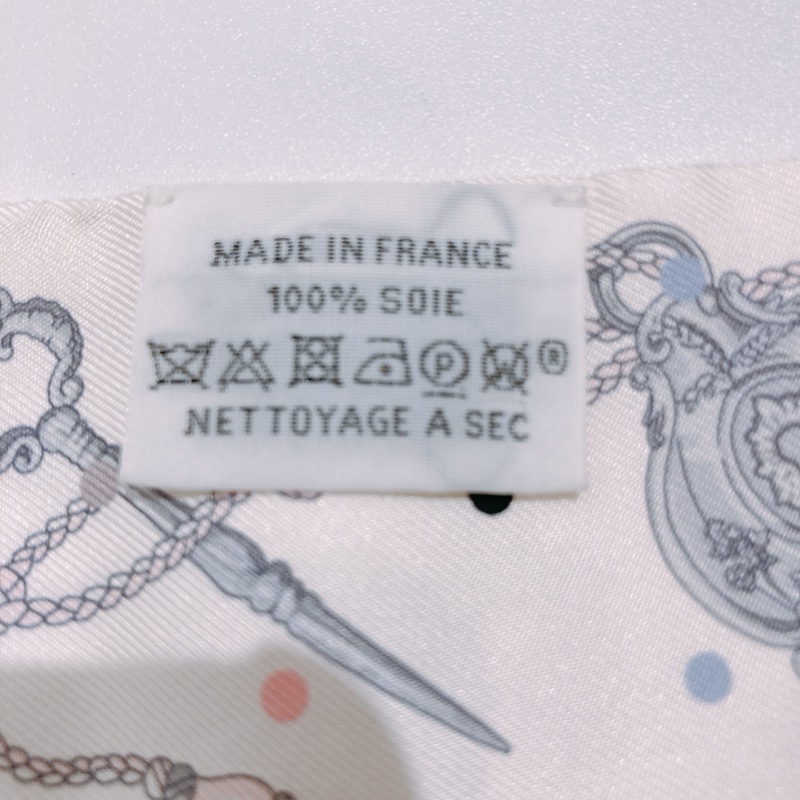 MADE IN FRANCE
100% SOIE
P W ®
NETTOYAGE A SEC